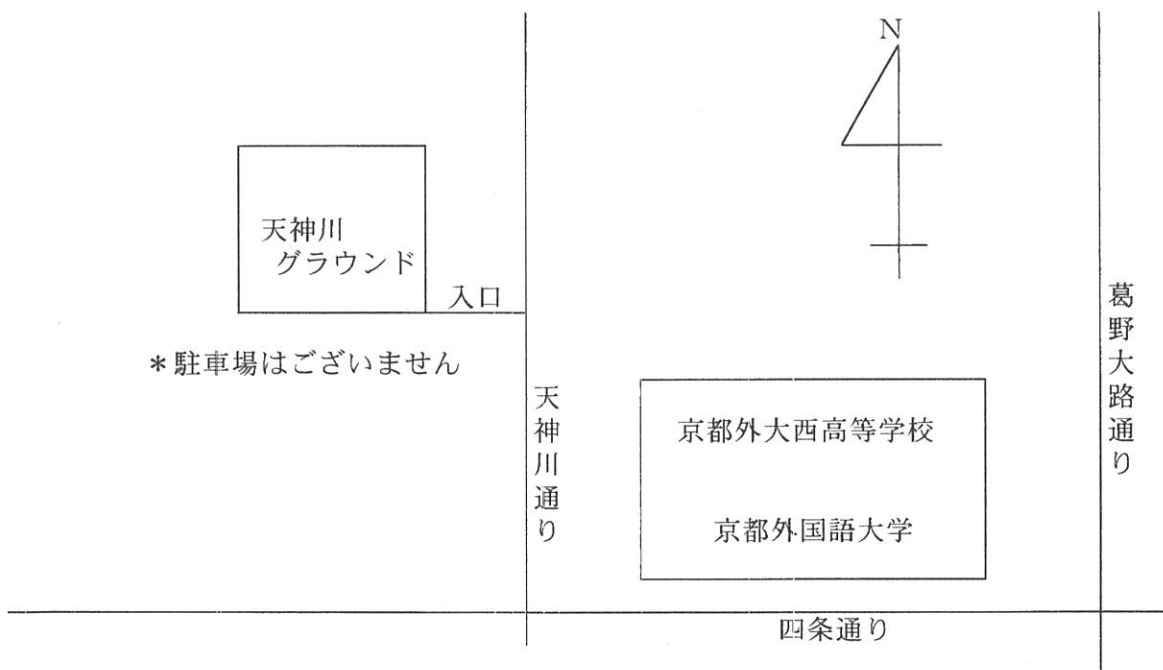 N
天神川
グラウンド
入口
＊駐車場はございません
天神川通り
京都外大西高等学校
京都外国語大学
葛野大路通り
四条通り